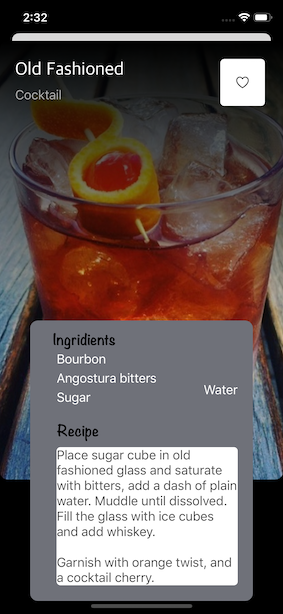 2:32
Old Fashioned
Cocktail
Ingridients
Bourbon
Angostura bitters
Sugar
Water
Recipe
Place sugar cube in old
fashioned glass and saturate
with bitters, add a dash of plain
water. Muddle until dissolved.
Fill the glass with ice cubes
and add whiskey.
Garnish with orange twist, and
a cocktail cherry.